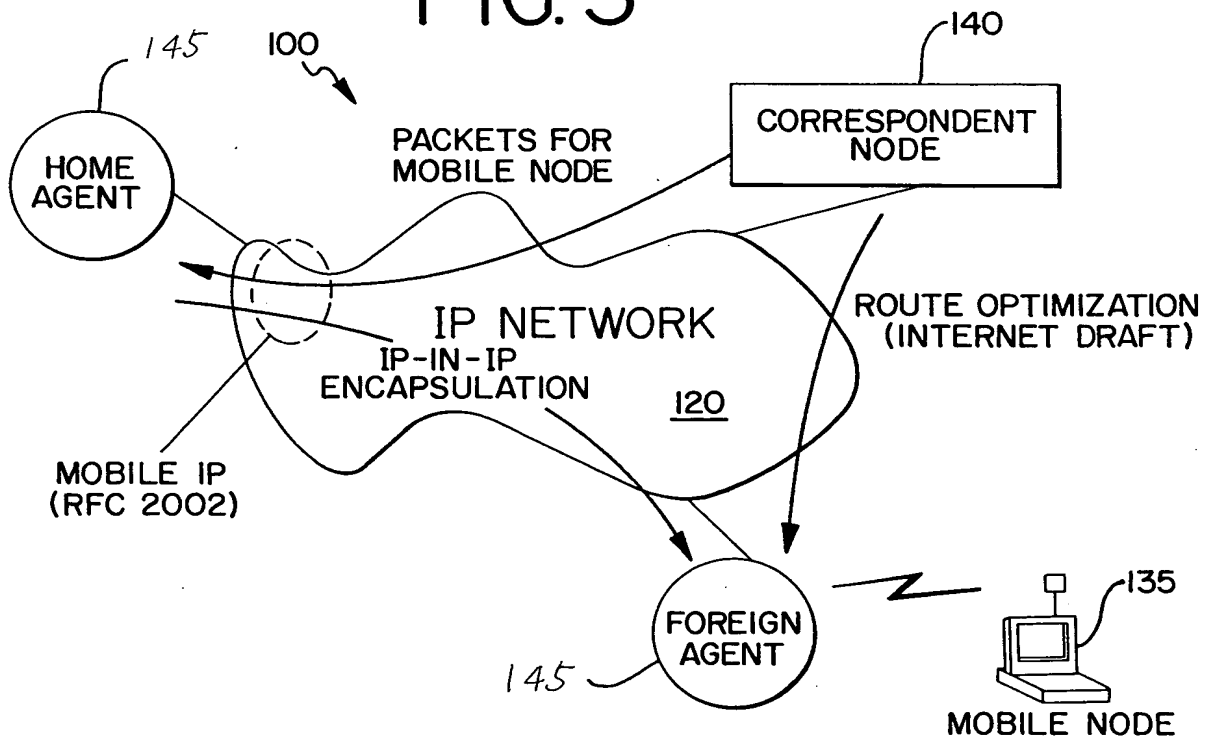 FIG. 3
145
100
140
HOME
AGENT
PACKETS FOR
MOBILE NODE
CORRESPONDENT
NODE
IP NETWORK
IP-IN-IP
ENCAPSULATION
120
ROUTE OPTIMIZATION
(INTERNET DRAFT)
MOBILE IP
(RFC 2002)
FOREIGN
AGENT
145
135
MOBILE NODE